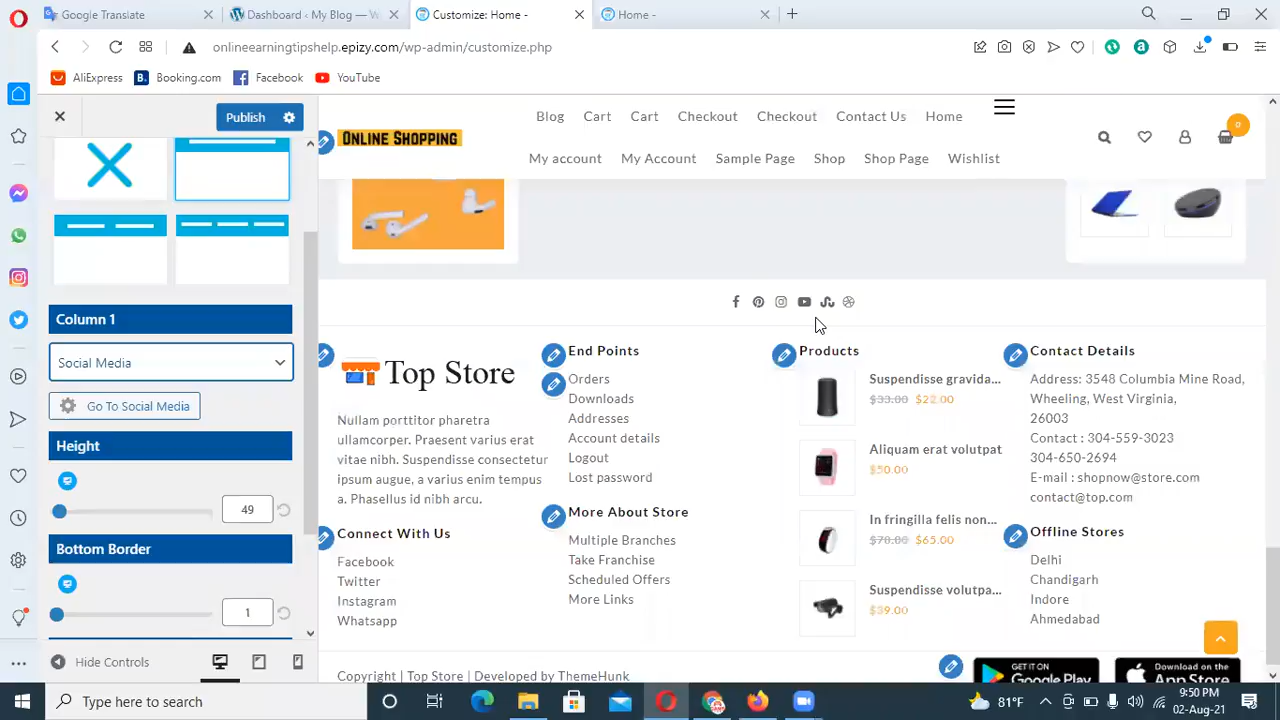 Google Translate
Dashboard ‹ My Blog —
Customize: Home -
Home -
onlineearningtipshelp.epizy.com/wp-admin/customize.php
AliExpress
Booking.com
Facebook
YouTube
Publish
Column 1
Social Media
Go To Social Media
Height
49
Bottom Border
1
Hide Controls
ONLINE SHOPPING
Blog Cart Cart Checkout Checkout Contact Us Home
My account My Account Sample Page Shop Shop Page Wishlist
0
Top Store
Nullam porttitor pharetra
ullamcorper. Praesent varius erat
vitae nibh. Suspendisse consectetur
ipsum augue, a varius enim tempus
a. Phasellus id nibh arcu.
Connect With Us
Facebook
Twitter
Instagram
Whatsapp
End Points
Orders
Downloads
Addresses
Account details
Logout
Lost password
More About Store
Multiple Branches
Take Franchise
Scheduled Offers
More Links
Products
Suspendisse gravida...
$33.00 $22.00
Aliquam erat volutpat
$50.00
In fringilla felis non...
$70.00 $65.00
Suspendisse volutpa...
$39.00
Contact Details
Address: 3548 Columbia Mine Road,
Wheeling, West Virginia,
26003
Contact : 304-559-3023
304-650-2694
E-mail : shopnow@store.com
contact@top.com
Offline Stores
Delhi
Chandigarh
Indore
Ahmedabad
Copyright | Top Store | Developed by ThemeHunk
GET IT ON
Google Play
Download on the
App Store
Type here to search
81°F
9:50 PM
02-Aug-21